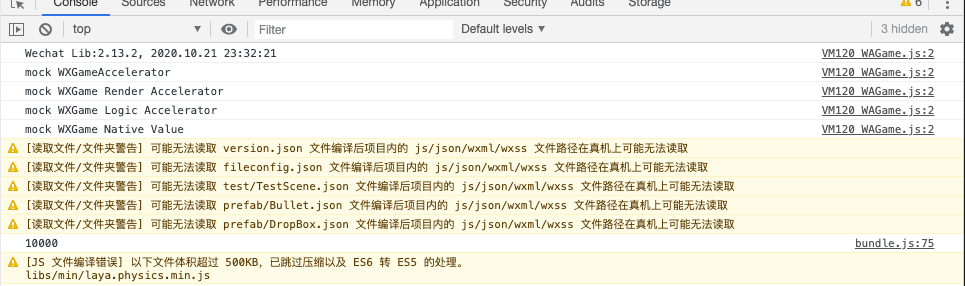 Console Sources Network Performance Memory Application Security Audits Storage 6
top Filter Default levels 3 hidden
Wechat Lib:2.13.2, 2020.10.21 23:32:21 VM120 WAGame.js:2
mock WXGameAccelerator VM120 WAGame.js:2
mock WXGame Render Accelerator VM120 WAGame.js:2
mock WXGame Logic Accelerator VM120 WAGame.js:2
mock WXGame Native Value VM120 WAGame.js:2
[读取文件/文件夹警告] 可能无法读取 version.json 文件编译后项目内的 js/json/wxml/wxss 文件路径在真机上可能无法读取
[读取文件/文件夹警告] 可能无法读取 fileconfig.json 文件编译后项目内的 js/json/wxml/wxss 文件路径在真机上可能无法读取
[读取文件/文件夹警告] 可能无法读取 test/TestScene.json 文件编译后项目内的 js/json/wxml/wxss 文件路径在真机上可能无法读取
[读取文件/文件夹警告] 可能无法读取 prefab/Bullet.json 文件编译后项目内的 js/json/wxml/wxss 文件路径在真机上可能无法读取
[读取文件/文件夹警告] 可能无法读取 prefab/DropBox.json 文件编译后项目内的 js/json/wxml/wxss 文件路径在真机上可能无法读取
10000 bundle.js:75
[JS 文件编译错误] 以下文件体积超过 500KB，已跳过压缩以及 ES6 转 ES5 的处理。
libs/min/laya.physics.min.js